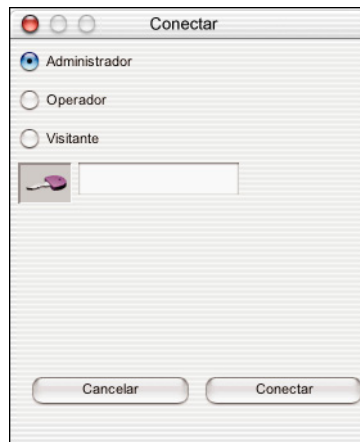 Conectar
Administrador
Operador
Visitante
Cancelar
Conectar